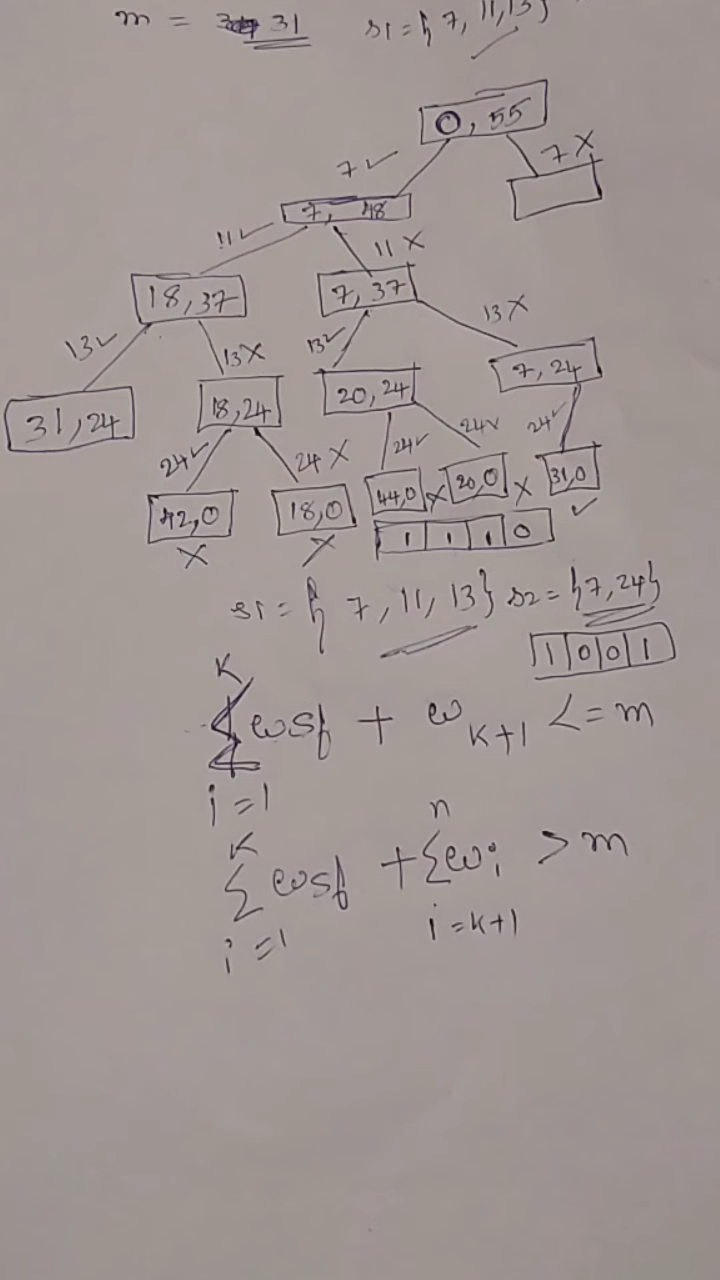 m = 31 s1 = { 7, 11, 13 }
0, 55
7 ✓ 7 X
7, 48
11 ✓ 11 X
18, 37 7, 37
13 ✓ 13 X 13 ✓ 13 X
31, 24 18, 24 20, 24 7, 24
24 ✓ 24 X 24 ✓ 24 X 24 ✓
42, 0 18, 0 44, 0 X 20, 0 X 31, 0
X X ✓
1 1 1 0
s1 = { 7, 11, 13 } s2 = { 7, 24 }
1 0 0 1
K
Σ wsf + w K+1 <= m
i = 1
K n
Σ wsf + Σ wi > m
i = 1 i = k+1